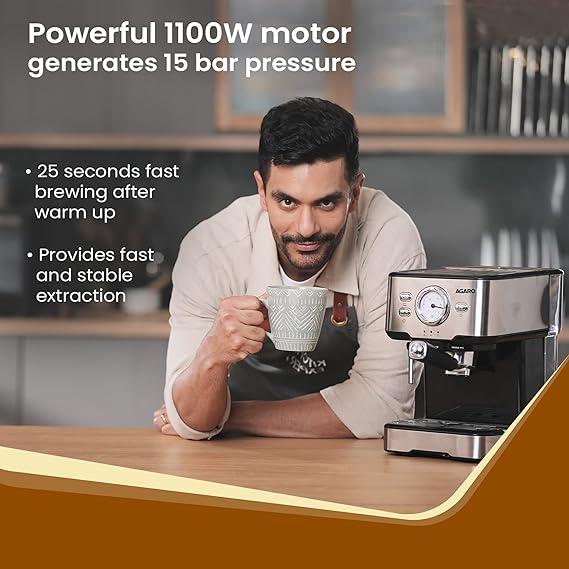 Powerful 1100W motor
generates 15 bar pressure
• 25 seconds fast
brewing after
warm up
• Provides fast
and stable
extraction
AGARO